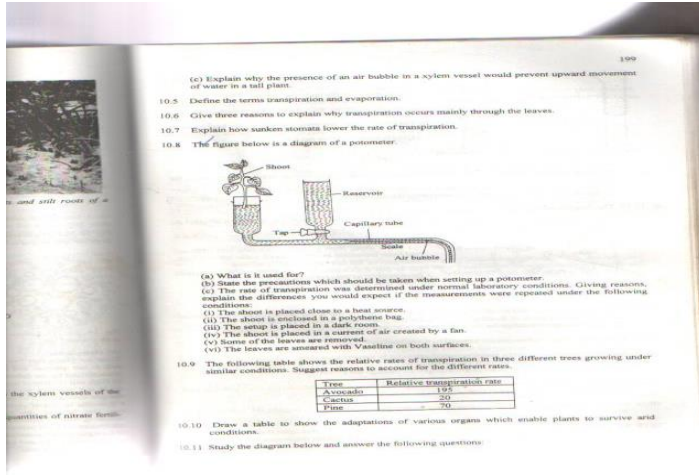 199
(c) Explain why the presence of an air bubble in a xylem vessel would prevent upward movement
of water in a tall plant.
10.5 Define the terms transpiration and evaporation.
10.6 Give three reasons to explain why transpiration occurs mainly through the leaves.
10.7 Explain how sunken stomata lower the rate of transpiration.
10.8 The figure below is a diagram of a potometer.
Shoot
Reservoir
and stilt roots of a
Capillary tube
Tap
Scale
Air bubble
(a) What is it used for?
(b) State the precautions which should be taken when setting up a potometer.
(c) The rate of transpiration was determined under normal laboratory conditions. Giving reasons,
explain the differences you would expect if the measurements were repeated under the following
conditions:
(i) The shoot is placed close to a heat source.
(ii) The shoot is enclosed in a polythene bag.
(iii) The setup is placed in a dark room.
(iv) The shoot is placed in a current of air created by a fan.
(v) Some of the leaves are removed.
(vi) The leaves are smeared with Vaseline on both surfaces.
10.9 The following table shows the relative rates of transpiration in three different trees growing under
similar conditions. Suggest reasons to account for the different rates.
Tree Relative transpiration rate
Avocado 195
Cactus 20
Pine 70
the xylem vessels of the
quantities of nitrate
10.10 Draw a table to show the adaptations of various organs which enable plants to survive arid
conditions.
10.11 Study the diagram below and answer the following questions: